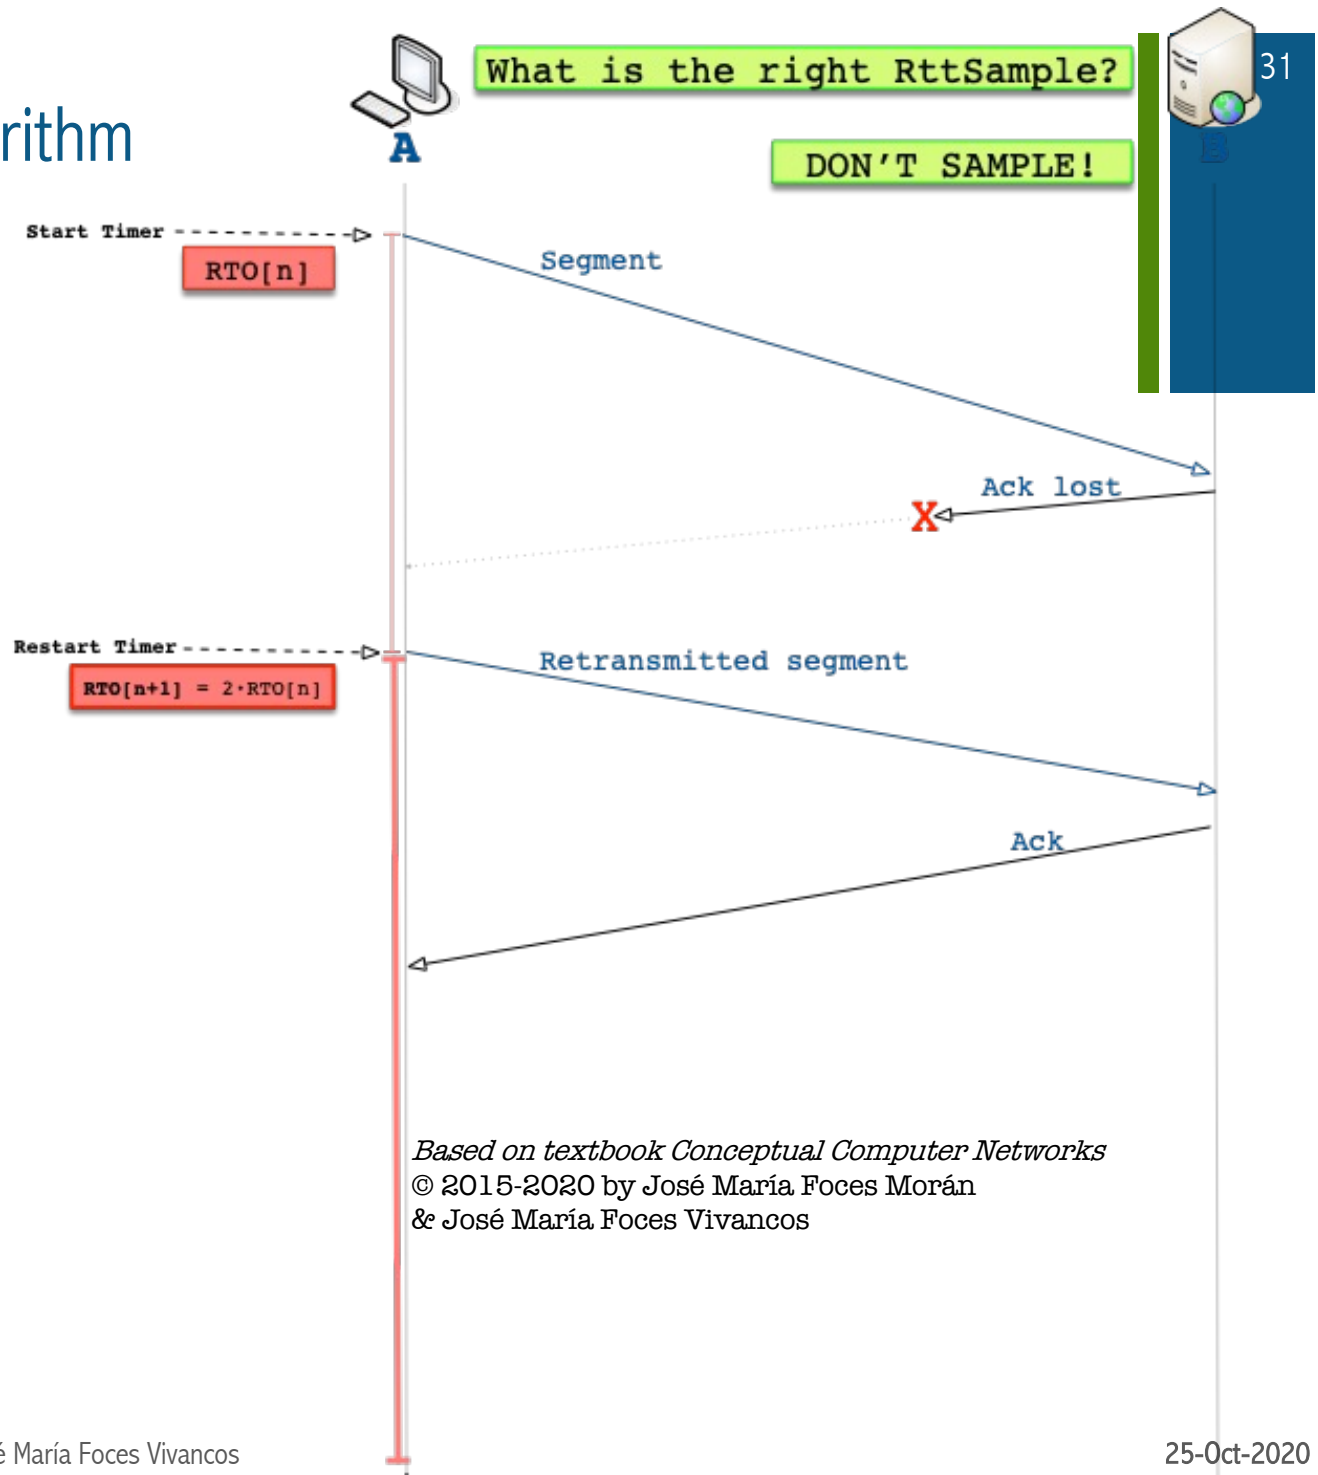 What is the right RttSample?
31
rithm
A
DON'T SAMPLE!
B
Start Timer
RTO[n]
Segment
Ack lost
X
Restart Timer
Retransmitted segment
RTO[n+1] = 2·RTO[n]
Ack
Based on textbook Conceptual Computer Networks
© 2015-2020 by José María Foces Morán
& José María Foces Vivancos
é María Foces Vivancos
25-Oct-2020